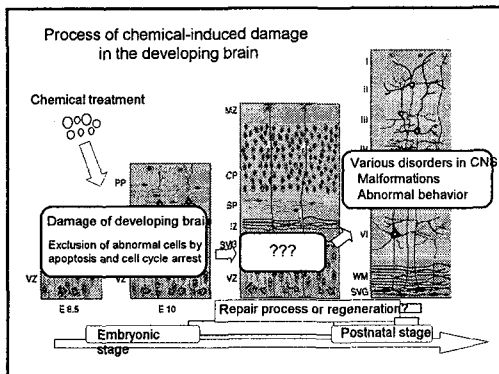 Process of chemical-induced damage
in the developing brain
Chemical treatment
PP
VZ
VZ
E 8.5
E 10
Damage of developing brain
Exclusion of abnormal cells by
apoptosis and cell cycle arrest
MZ
CP
SP
IZ
SVG
VZ
???
I
II
III
IV
Various disorders in CNS
Malformations
Abnormal behavior
VI
WM
SVG
Repair process or regeneration?
Embryonic
stage
Postnatal stage